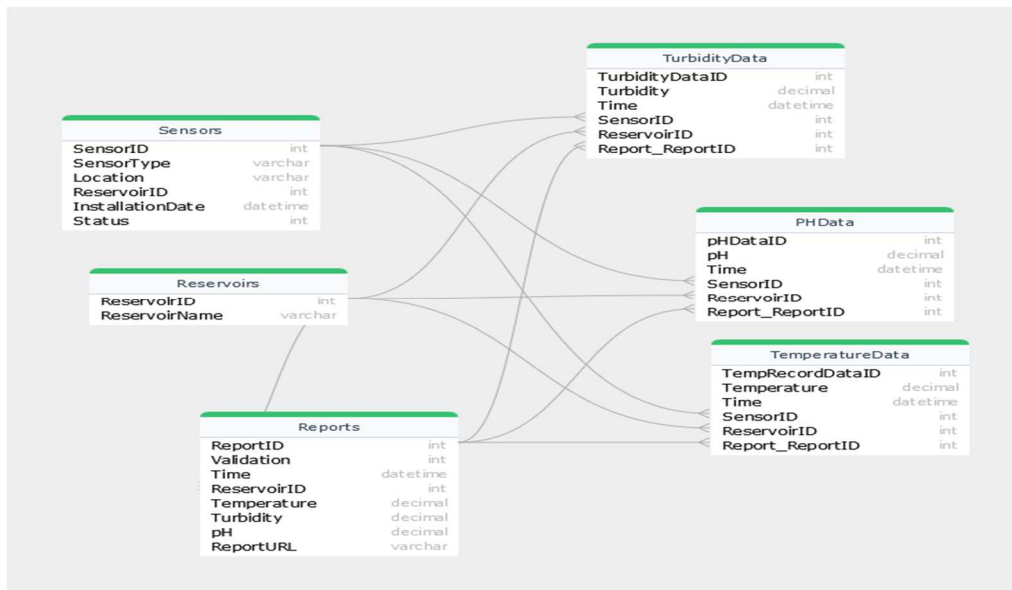 Sensors
SensorID int
SensorType varchar
Location varchar
ReservoirID int
InstallationDate datetime
Status int
Reservoirs
ReservoirID int
ReservoirName varchar
Reports
ReportID int
Validation int
Time datetime
ReservoirID int
Temperature decimal
Turbidity decimal
pH decimal
ReportURL varchar
TurbidityData
TurbidityDataID int
Turbidity decimal
Time datetime
SensorID int
ReservoirID int
Report_ReportID int
PHData
pHDataID int
pH decimal
Time datetime
SensorID int
ReservoirID int
Report_ReportID int
TemperatureData
TempRecordDataID int
Temperature decimal
Time datetime
SensorID int
ReservoirID int
Report_ReportID int